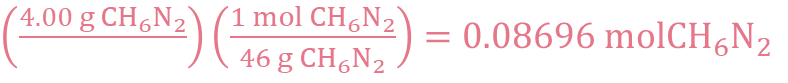 (4.00 g CH₆N₂/) (1 mol CH₆N₂/46 g CH₆N₂) = 0.08696 molCH₆N₂